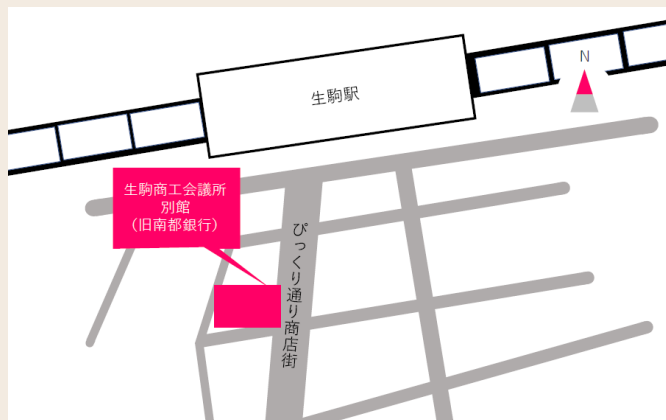 生駒駅
N
生駒商工会議所
別館
（旧南都銀行）
ぴっくり通り商店街